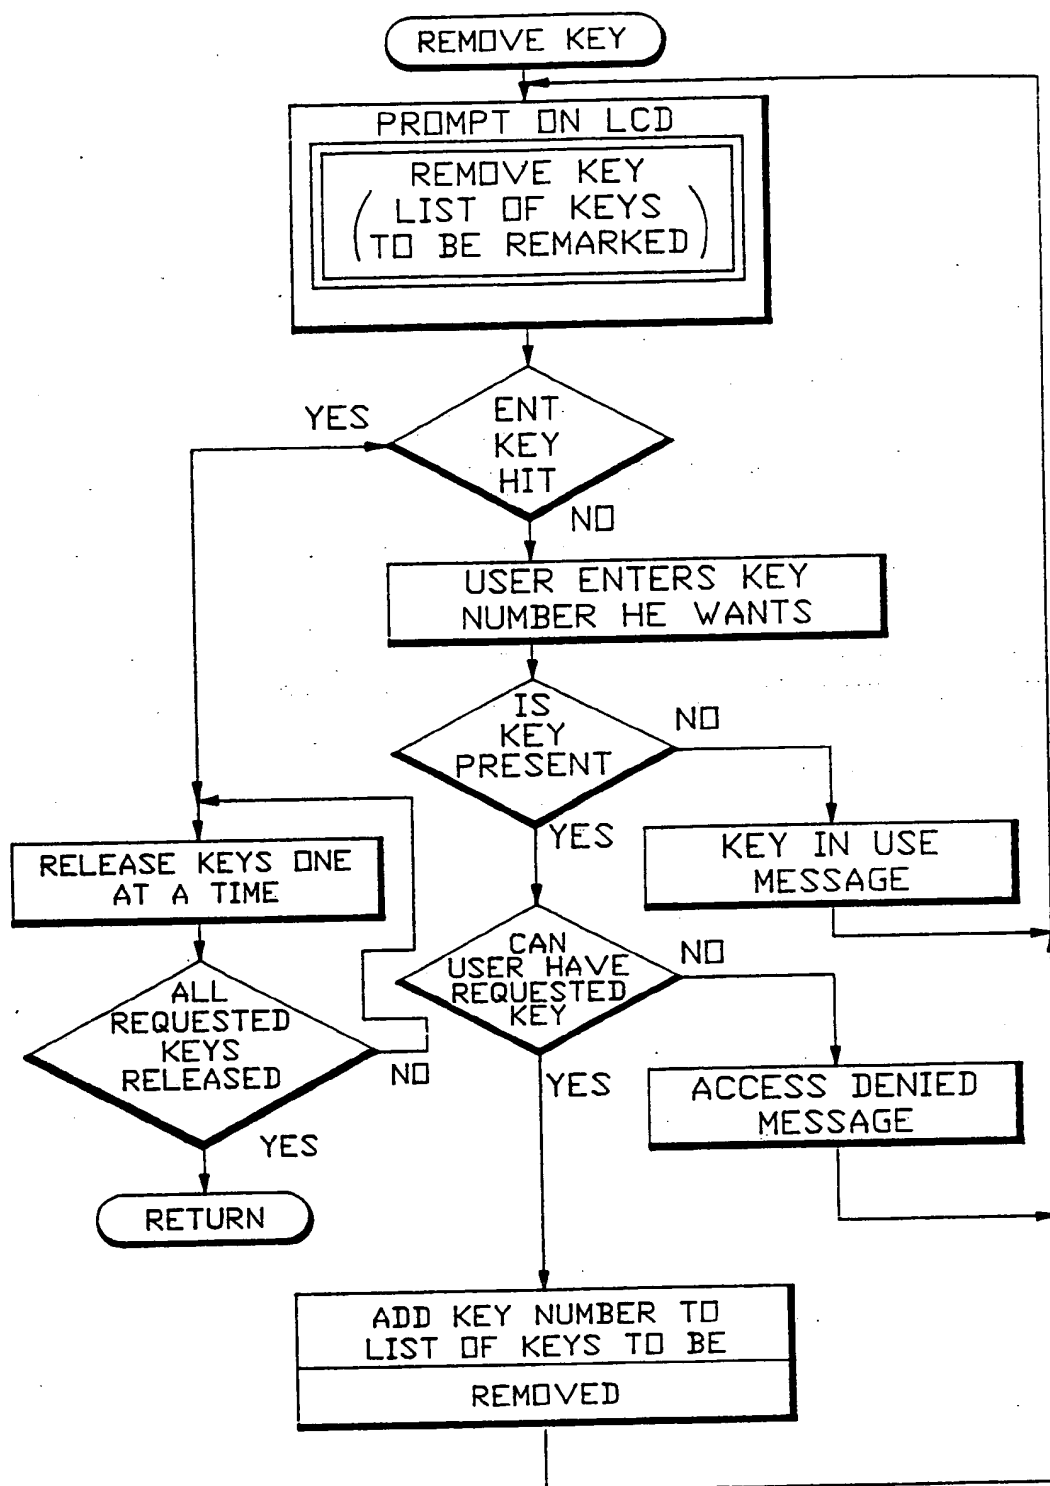 REMOVE KEY
PROMPT ON LCD
REMOVE KEY
(LIST OF KEYS
TO BE REMARKED)
YES
ENT
KEY
HIT
NO
USER ENTERS KEY
NUMBER HE WANTS
IS
KEY
PRESENT
NO
YES
KEY IN USE
MESSAGE
RELEASE KEYS ONE
AT A TIME
CAN
USER HAVE
REQUESTED
KEY
NO
YES
ALL
REQUESTED
KEYS
RELEASED
NO
YES
ACCESS DENIED
MESSAGE
RETURN
ADD KEY NUMBER TO
LIST OF KEYS TO BE
REMOVED